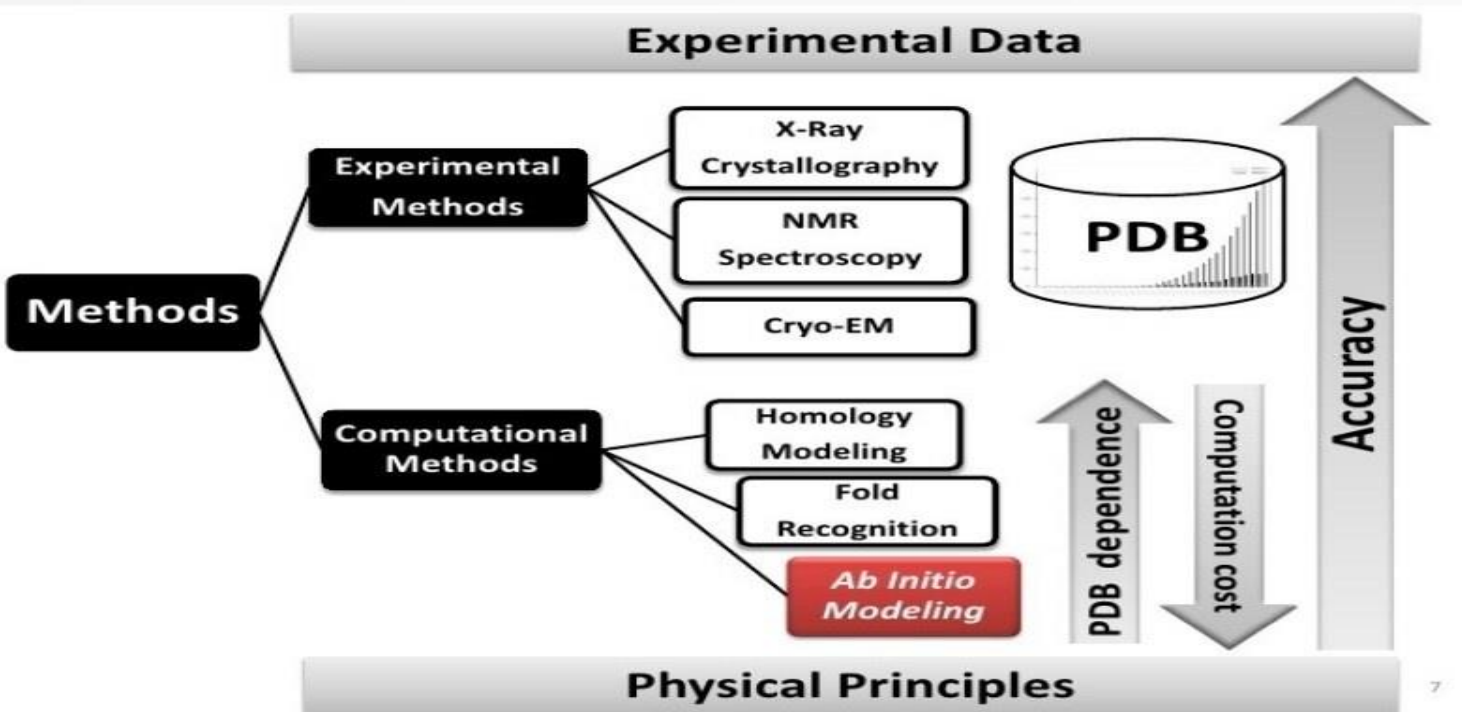 Experimental Data
X-Ray
Crystallography
Experimental
Methods
NMR
Spectroscopy
PDB
Methods
Cryo-EM
Accuracy
Homology
Modeling
Computational
Methods
Fold
Recognition
PDB dependence
Computation cost
Ab Initio
Modeling
Physical Principles
7